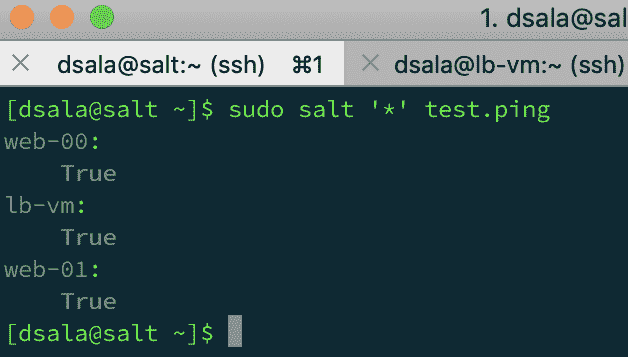 1. dsala@sal
dsala@salt:~ (ssh) ⌘1
dsala@lb-vm:~ (ssh)
[dsala@salt ~]$ sudo salt '*' test.ping
web-00:
True
lb-vm:
True
web-01:
True
[dsala@salt ~]$